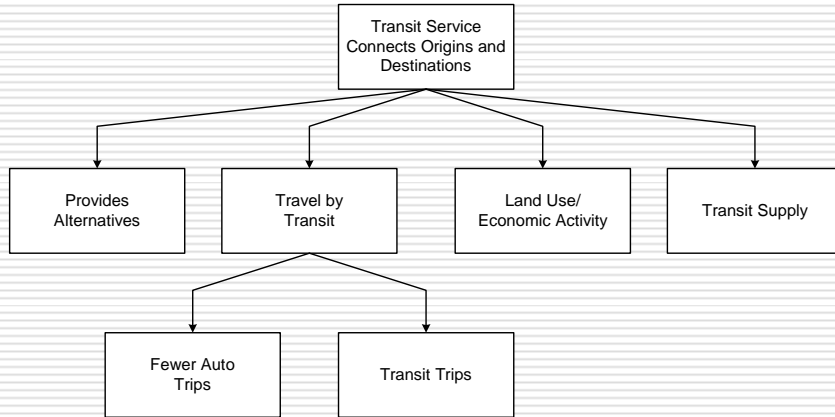 Transit Service
Connects Origins and
Destinations
Provides
Alternatives
Travel by
Transit
Land Use/
Economic Activity
Transit Supply
Fewer Auto
Trips
Transit Trips